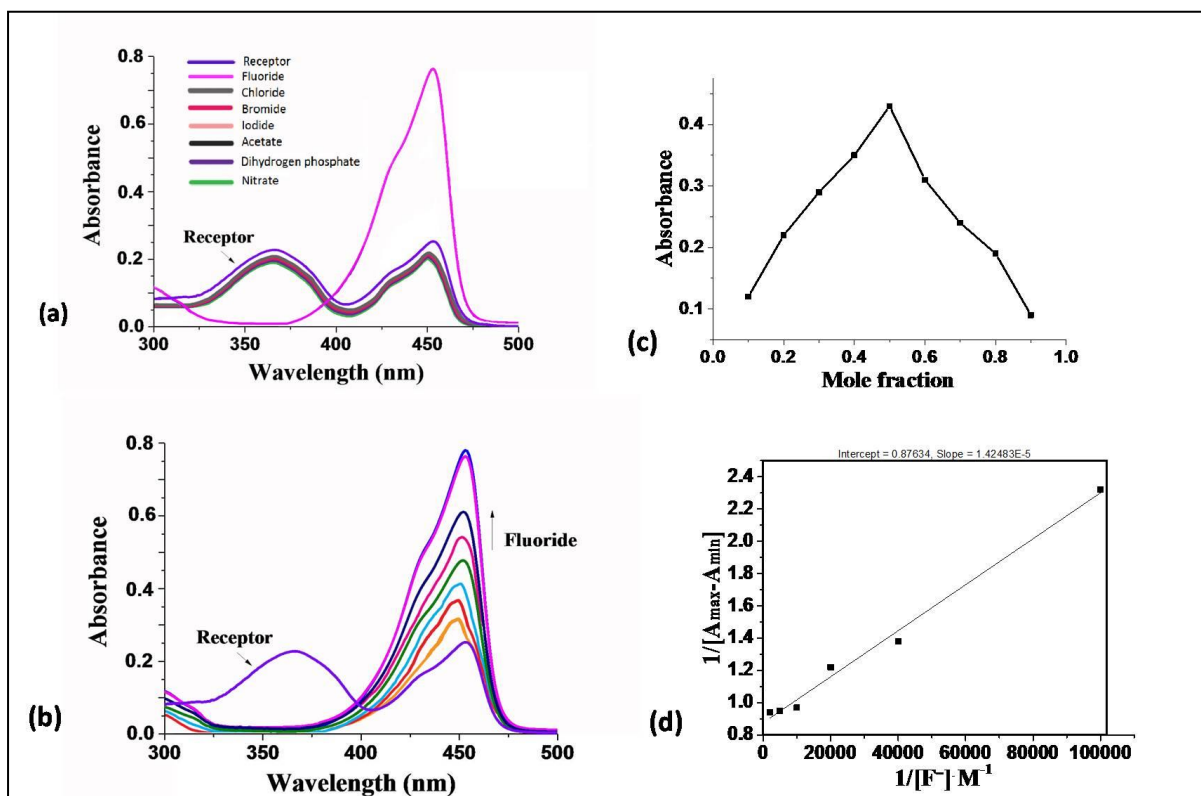 0.8
0.6
0.4
0.2
0.0
300
350
400
450
500
Absorbance
Wavelength (nm)
Receptor
Fluoride
Chloride
Bromide
Iodide
Acetate
Dihydrogen phosphate
Nitrate
Receptor
(a)
0.4
0.3
0.2
0.1
0.0
0.2
0.4
0.6
0.8
1.0
Absorbance
Mole fraction
(c)
0.8
0.6
0.4
0.2
0.0
300
350
400
450
500
Absorbance
Wavelength (nm)
Receptor
Fluoride
(b)
Intercept = 0.87634, Slope = 1.42483E-5
2.4
2.2
2.0
1.8
1.6
1.4
1.2
1.0
0.8
0
20000
40000
60000
80000
100000
1/[Amax-Amin]
1/[F⁻] M⁻¹
(d)